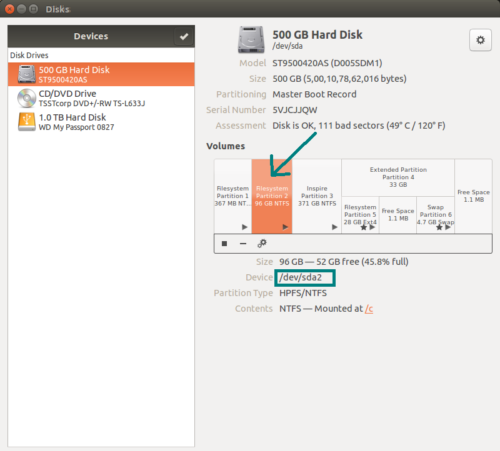 Disks
Devices
Disk Drives
500 GB Hard Disk
ST9500420AS
CD/DVD Drive
TSSTcorp DVD+/-RW TS-L633J
1.0 TB Hard Disk
WD My Passport 0827
500 GB Hard Disk
/dev/sda
Model ST9500420AS (D005SDM1)
Size 500 GB (5,00,10,78,62,016 bytes)
Partitioning Master Boot Record
Serial Number 5VJCJJQW
Assessment Disk is OK, 111 bad sectors (49° C / 120° F)
Volumes
Filesystem
Partition 1
367 MB NT...
Filesystem
Partition 2
96 GB NTFS
Inspire
Partition 3
371 GB NTFS
Extended Partition
Partition 4
33 GB
Filesystem
Partition 5
28 GB Ext4
Free Space
1.1 MB
Swap
Partition 6
4.7 GB Swap
Free Space
1.1 MB
Size 96 GB — 52 GB free (45.8% full)
Device /dev/sda2
Partition Type HPFS/NTFS
Contents NTFS — Mounted at /c